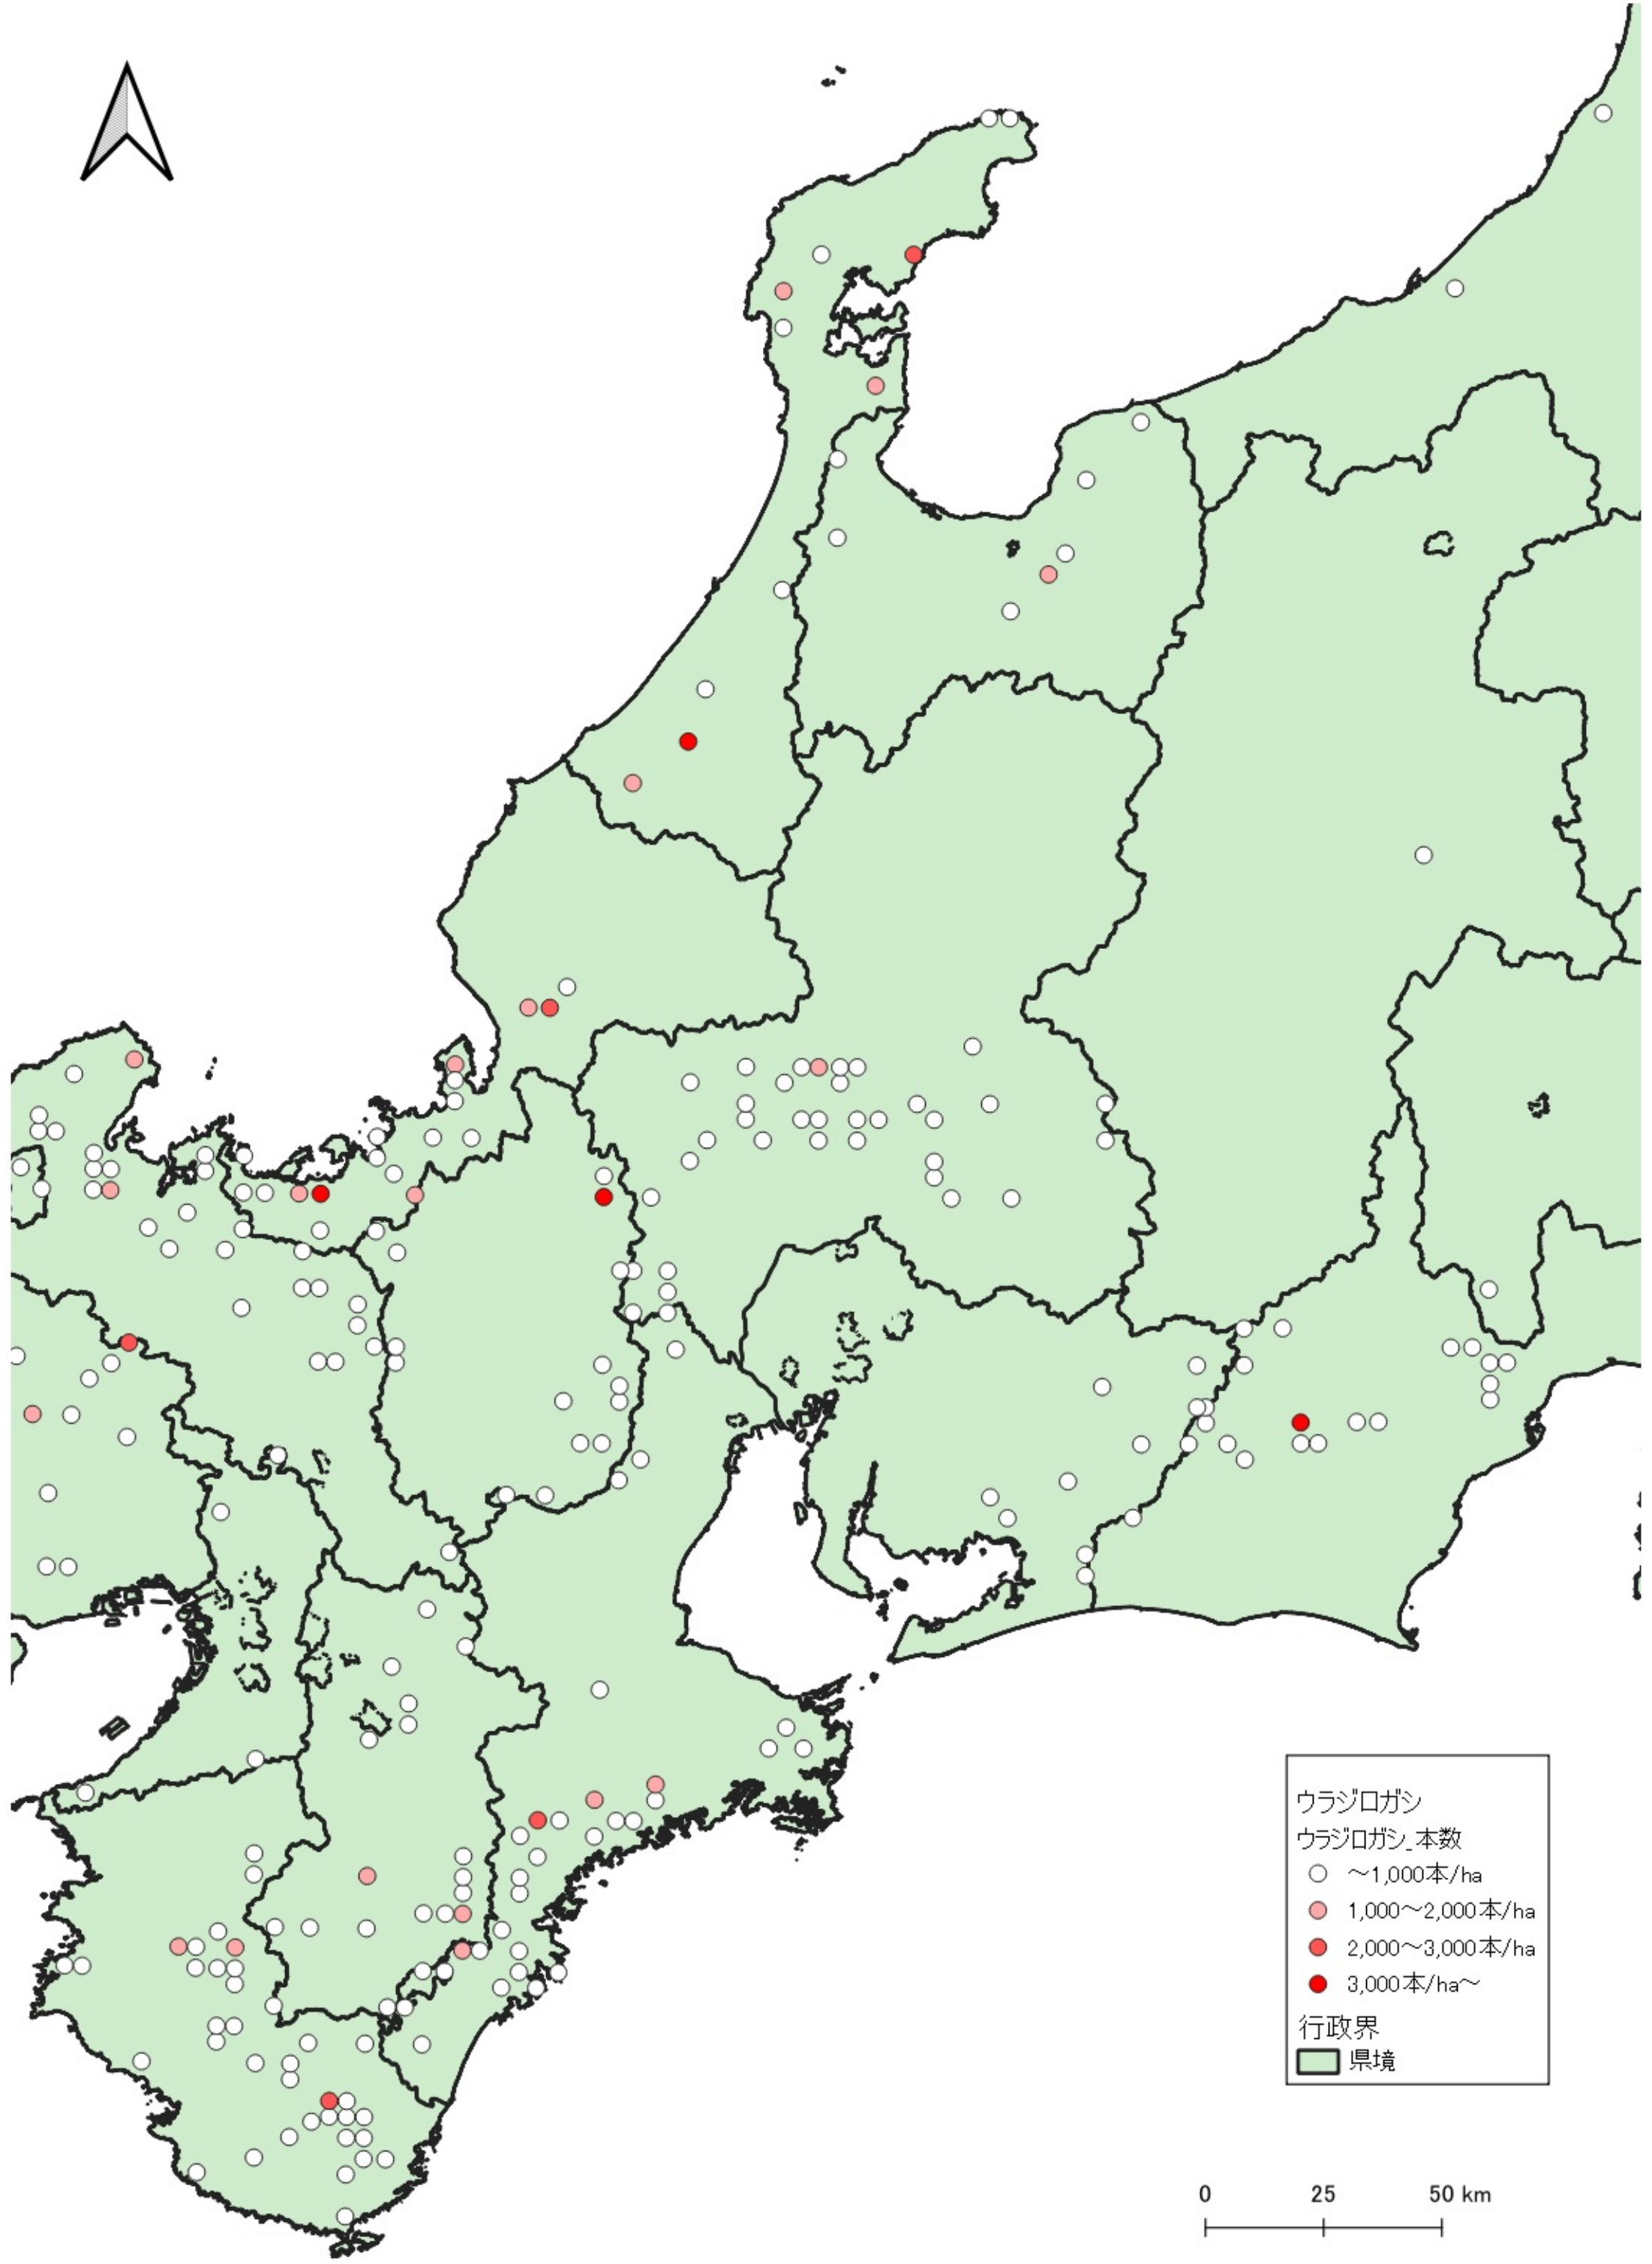 ウラジロガシ
ウラジロガシ_本数
～1,000本/ha
1,000～2,000本/ha
2,000～3,000本/ha
3,000本/ha～
行政界
県境
0 25 50 km